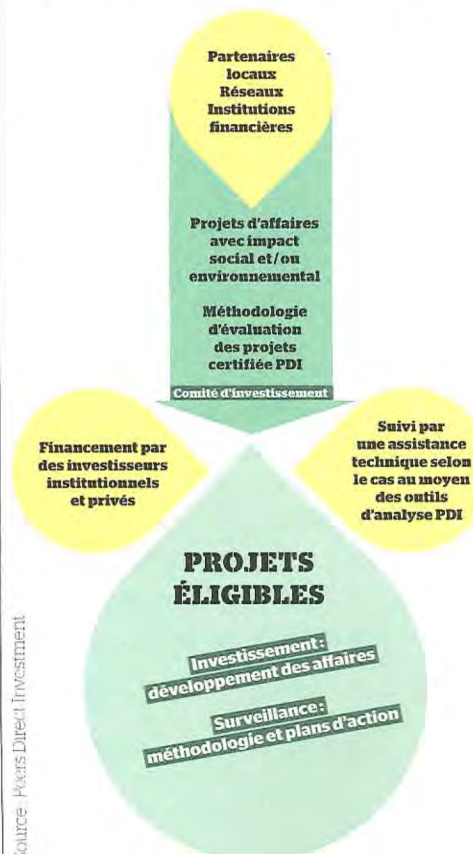 Partenaires
locaux
Réseaux
Institutions
financières
Projets d'affaires
avec impact
social et/ou
environnemental
Méthodologie
d'évaluation
des projets
certifiée PDI
Comité d'investissement
Financement par
des investisseurs
institutionnels
et privés
Suivi par
une assistance
technique selon
le cas au moyen
des outils
d'analyse PDI
PROJETS
ÉLIGIBLES
Investissement:
développement des affaires
Surveillance:
méthodologie et plans d'action
Source: Peers Direct Investment